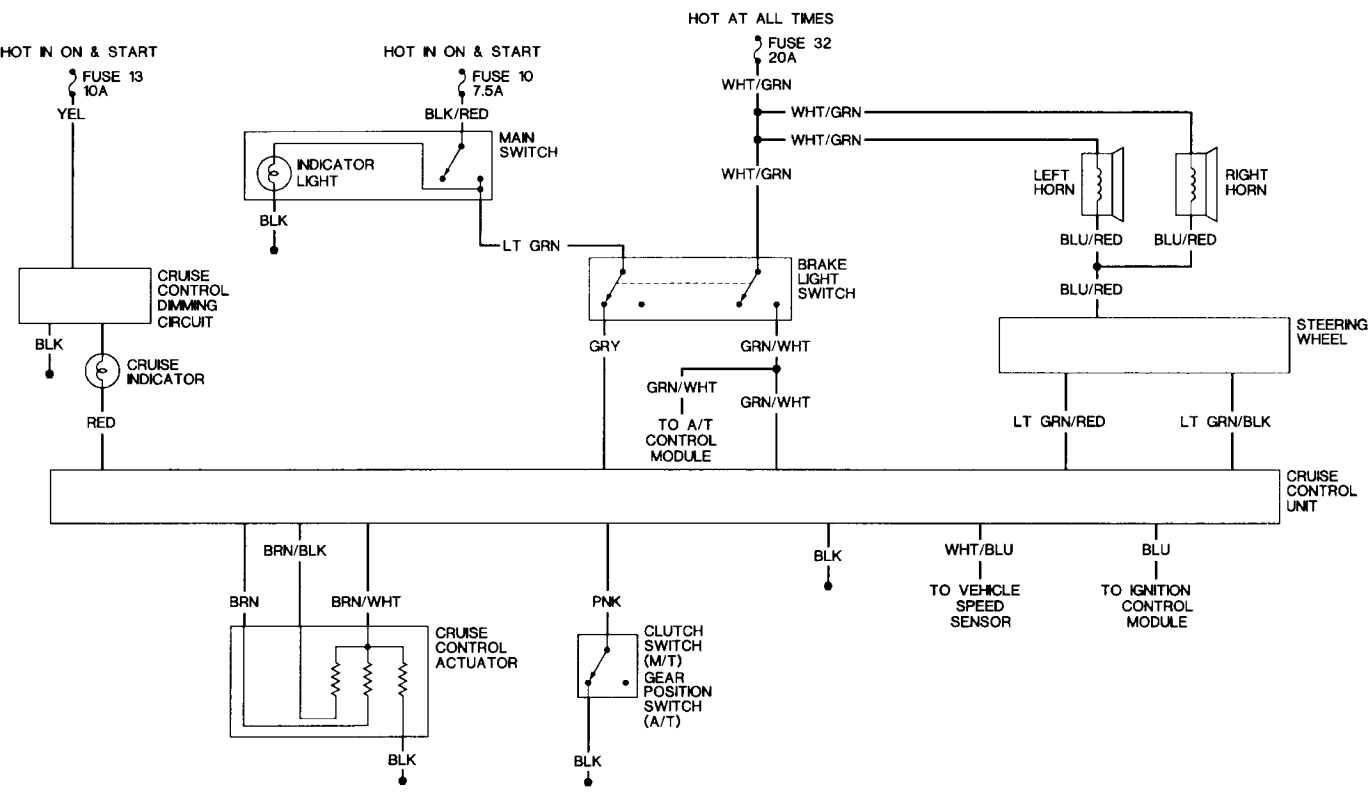 HOT AT ALL TIMES
FUSE 32
20A
WHT/GRN
HOT IN ON & START
FUSE 13
10A
YEL
HOT IN ON & START
FUSE 10
7.5A
BLK/RED
MAIN
SWITCH
INDICATOR
LIGHT
BLK
LT GRN
WHT/GRN
WHT/GRN
WHT/GRN
LEFT
HORN
RIGHT
HORN
BLU/RED
BLU/RED
BLU/RED
BRAKE
LIGHT
SWITCH
CRUISE
CONTROL
DIMMING
CIRCUIT
BLK
CRUISE
INDICATOR
RED
GRY
GRN/WHT
GRN/WHT
GRN/WHT
TO A/T
CONTROL
MODULE
STEERING
WHEEL
LT GRN/RED
LT GRN/BLK
CRUISE
CONTROL
UNIT
BRN/BLK
BRN
BRN/WHT
CRUISE
CONTROL
ACTUATOR
BLK
PNK
CLUTCH
SWITCH
(M/T)
GEAR
POSITION
SWITCH
(A/T)
BLK
BLK
WHT/BLU
TO VEHICLE
SPEED
SENSOR
BLU
TO IGNITION
CONTROL
MODULE